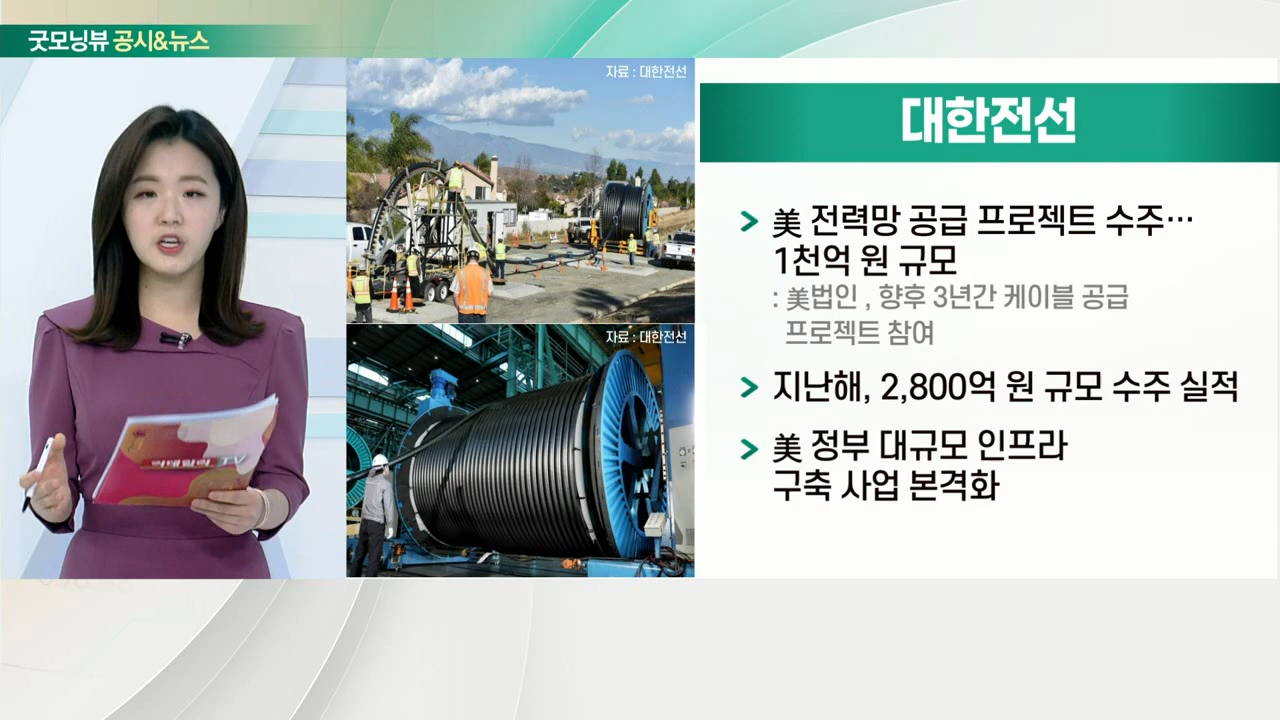 굿모닝뷰 공시&뉴스
자료 : 대한전선
자료 : 대한전선
대한전선
美 전력망 공급 프로젝트 수주…
1천억 원 규모
: 美법인 , 향후 3년간 케이블 공급
프로젝트 참여
지난해, 2,800억 원 규모 수주 실적
美 정부 대규모 인프라
구축 사업 본격화